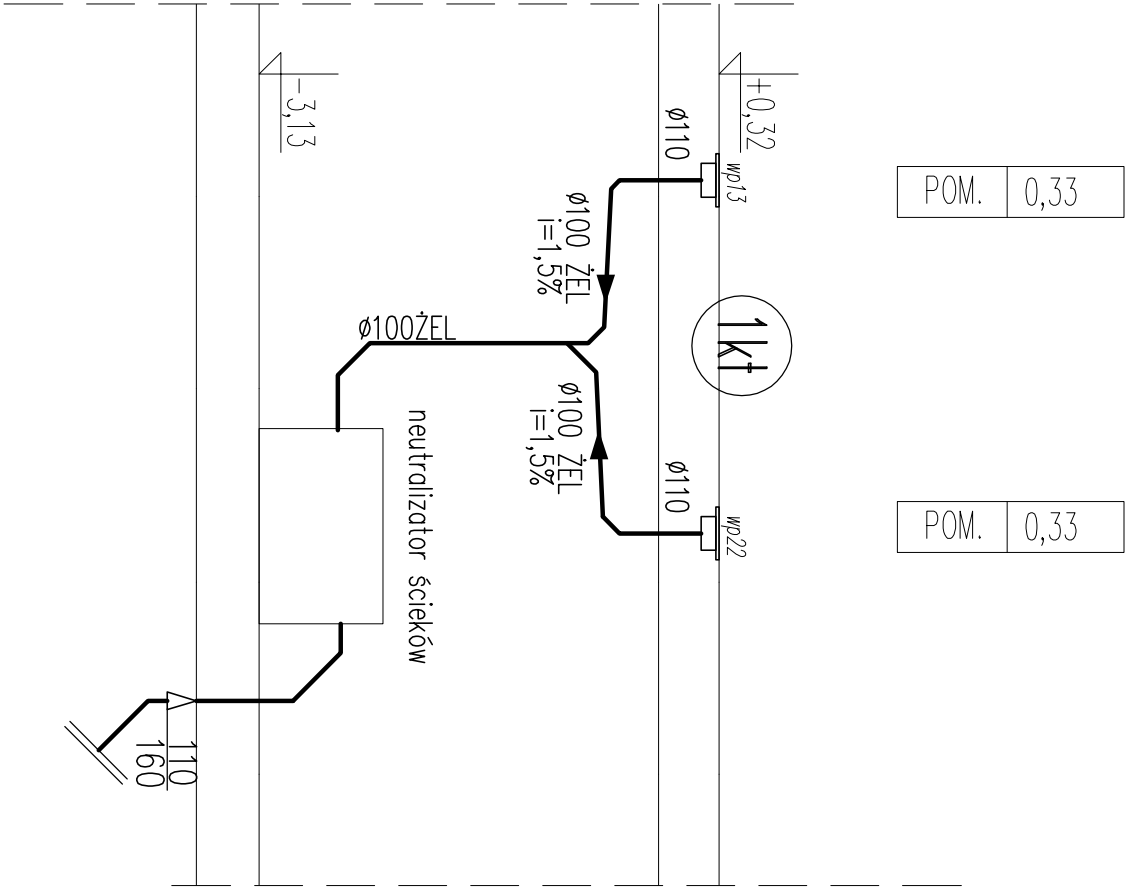 -3,13
+0,32
Ø110
wp13
POM. 0,33
Ø100 ŻEL
i=1,5%
1kt
Ø100ŻEL
Ø100 ŻEL
i=1,5%
neutralizator ścieków
Ø110
wp22
POM. 0,33
110
160